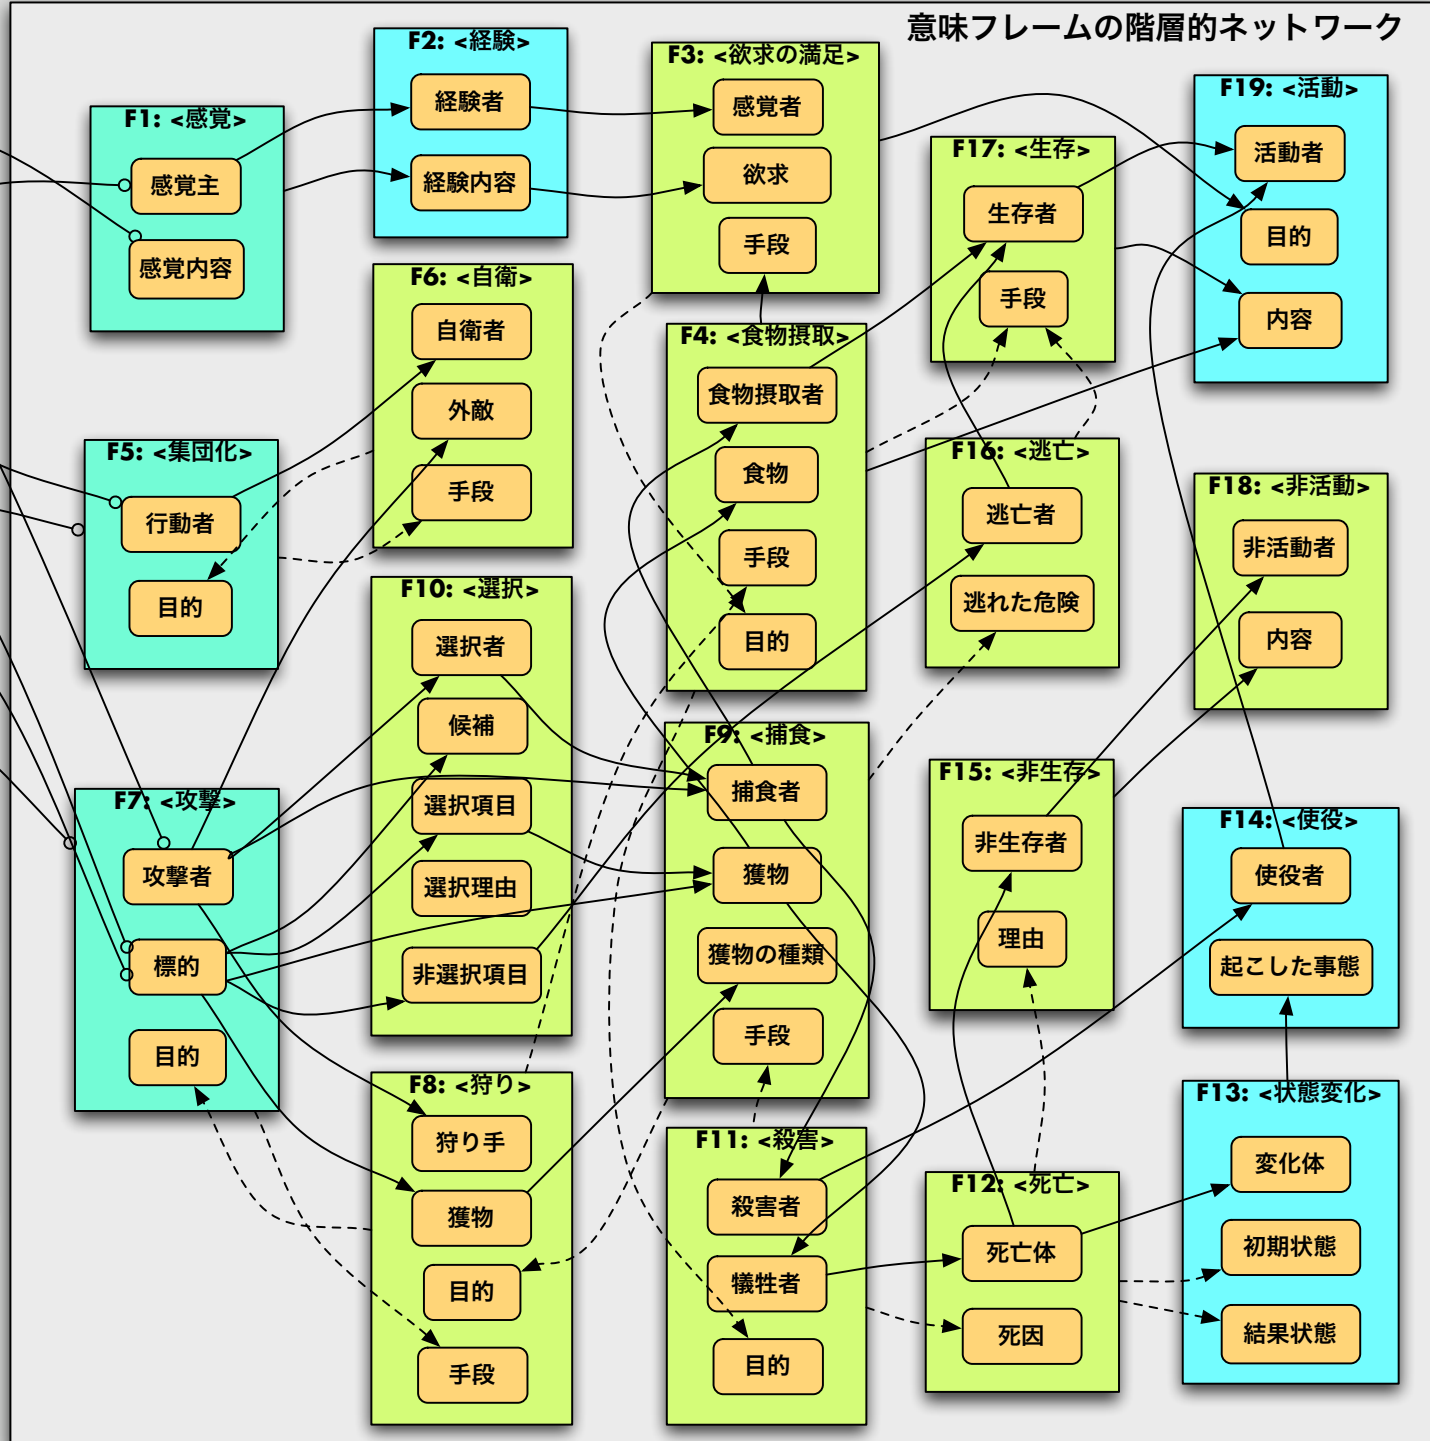 意味フレームの階層的ネットワーク
F1: <感覚>
感覚主
感覚内容
F2: <経験>
経験者
経験内容
F3: <欲求の満足>
感覚者
欲求
手段
F4: <食物摂取>
食物摂取者
食物
手段
目的
F5: <集団化>
行動者
目的
F6: <自衛>
自衛者
外敵
手段
F7: <攻撃>
攻撃者
標的
目的
F8: <狩り>
狩り手
獲物
目的
手段
F9: <捕食>
捕食者
獲物
獲物の種類
手段
F10: <選択>
選択者
候補
選択項目
選択理由
非選択項目
F11: <殺害>
殺害者
犠牲者
目的
F12: <死亡>
死亡体
死因
F13: <状態変化>
変化体
初期状態
結果状態
F14: <使役>
使役者
起こした事態
F15: <非生存>
非生存者
理由
F16: <逃亡>
逃亡者
逃れた危険
F17: <生存>
生存者
手段
F18: <非活動>
非活動者
内容
F19: <活動>
活動者
目的
内容